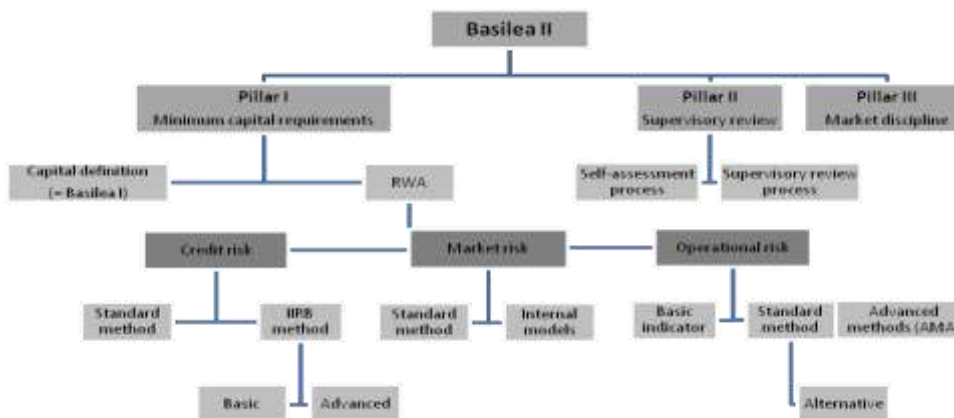 Basilea II
Pillar I
Minimum capital requirements
Pillar II
Supervisory review
Pillar III
Market discipline
Capital definition
(= Basilea I)
RWA
Self-assessment
process
Supervisory review
process
Credit risk
Market risk
Operational risk
Standard
method
IRB
method
Standard
method
Internal
models
Basic
indicator
Standard
method
Advanced
methods (AMA
Basic
Advanced
Alternative